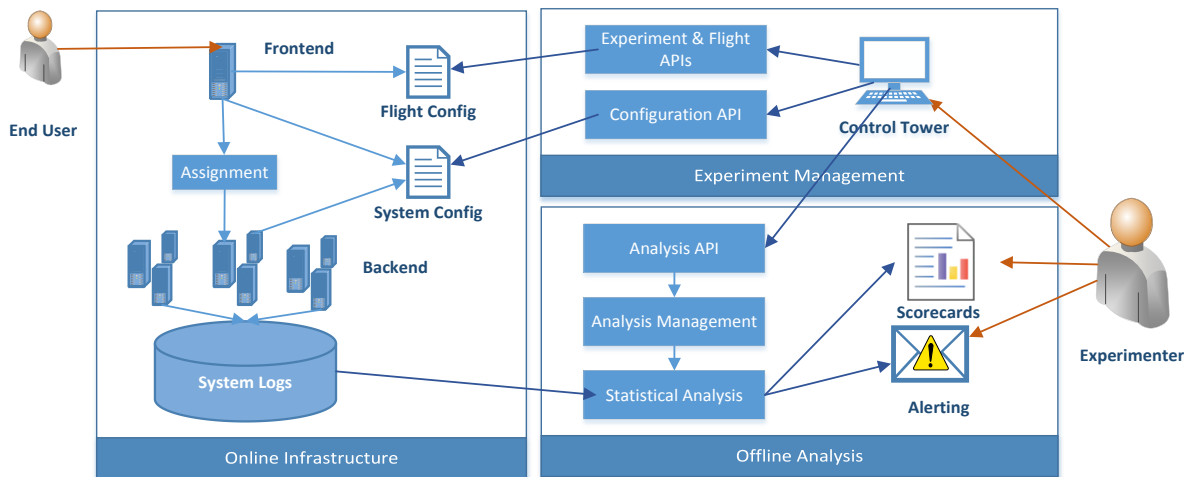 End User
Frontend
Flight Config
Assignment
System Config
Backend
System Logs
Online Infrastructure
Experiment & Flight
APIs
Configuration API
Control Tower
Experiment Management
Analysis API
Analysis Management
Statistical Analysis
Scorecards
Alerting
Offline Analysis
Experimenter